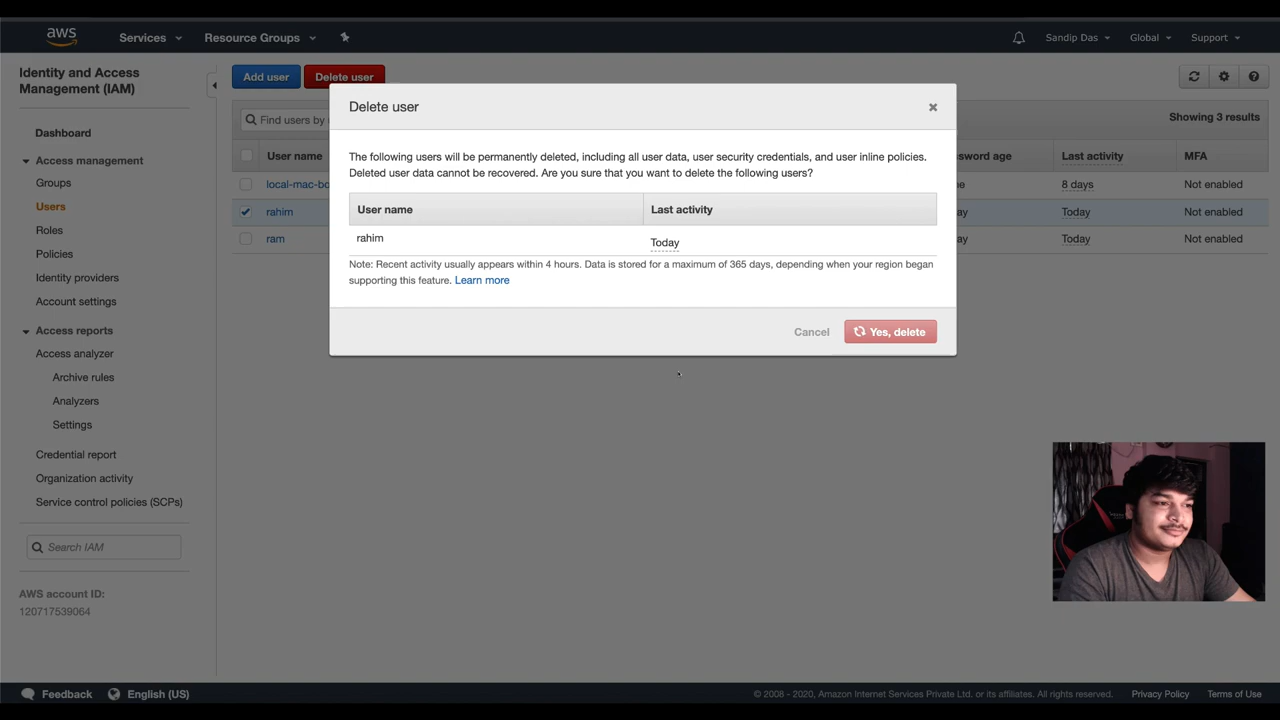 aws
Services
Resource Groups
Sandip Das
Global
Support
Identity and Access
Management (IAM)
Dashboard
Access management
Groups
Users
Roles
Policies
Identity providers
Account settings
Access reports
Access analyzer
Archive rules
Analyzers
Settings
Credential report
Organization activity
Service control policies (SCPs)
Search IAM
AWS account ID:
120717539064
Add user
Delete user
Find users by
Showing 3 results
User name
Last activity
MFA
8 days
Not enabled
rahim
Today
Not enabled
ram
Today
Not enabled
Delete user
The following users will be permanently deleted, including all user data, user security credentials, and user inline policies.
Deleted user data cannot be recovered. Are you sure that you want to delete the following users?
User name
Last activity
rahim
Today
Note: Recent activity usually appears within 4 hours. Data is stored for a maximum of 365 days, depending when your region began
supporting this feature. Learn more
Cancel
Yes, delete
Feedback
English (US)
© 2008 - 2020, Amazon Internet Services Private Ltd. or its affiliates. All rights reserved.
Privacy Policy
Terms of Use